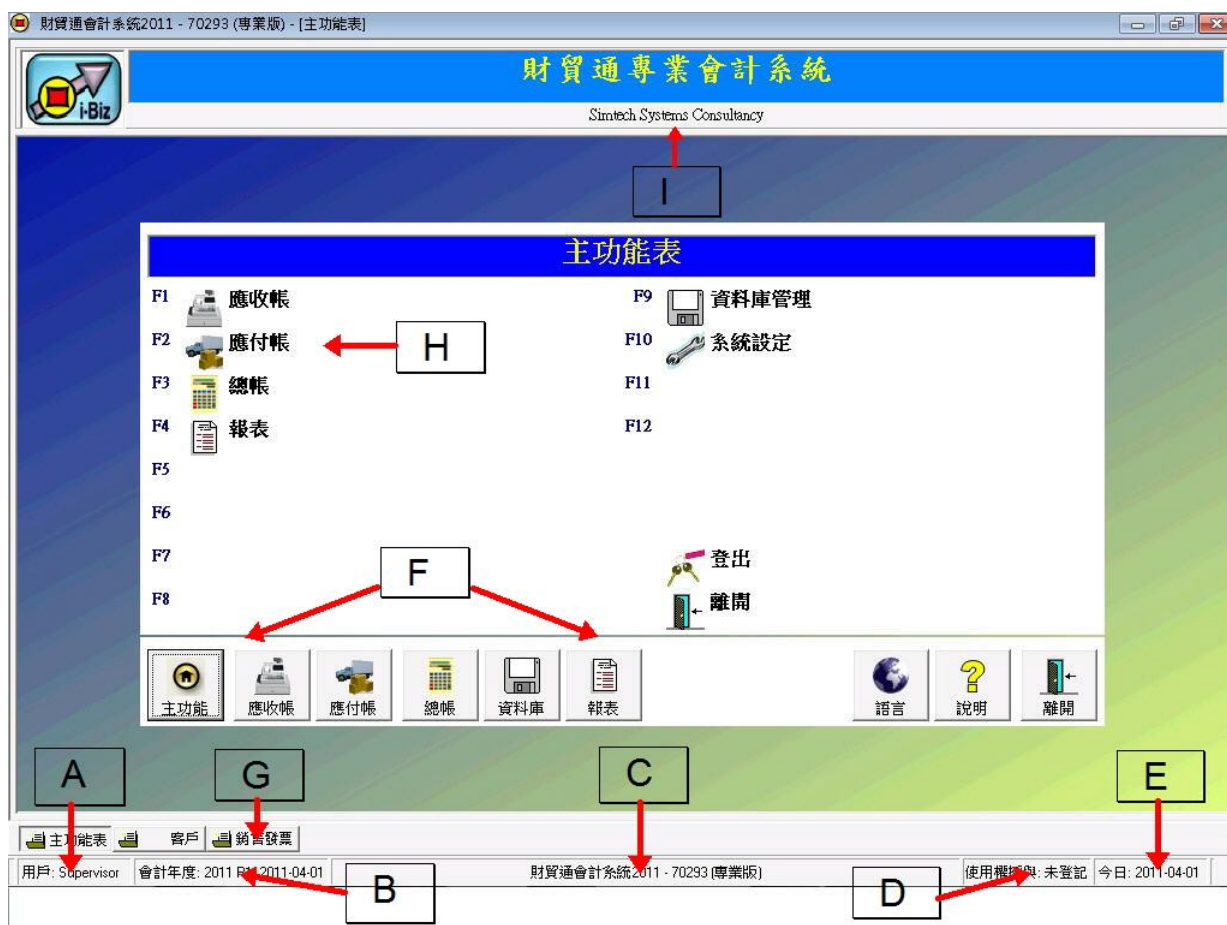 財貿通會計系統2011 - 70293 (專業版) - [主功能表]
i-Biz
財貿通專業會計系統
Simtech Systems Consultancy
I
主功能表
F1 應收帳
F9 資料庫管理
F2 應付帳
H
F10 系統設定
F3 總帳
F11
F4 報表
F12
F5
F6
F7
F
登出
F8
離開
主功能 應收帳 應付帳 總帳 資料庫 報表 語言 說明 離開
A
G
C
E
主功能表 客戶 銷售發票
用戶: Supervisor 會計年度: 2011 2011-04-01 財貿通會計系統2011 - 70293 (專業版) 使用權 : 未登記 今日: 2011-04-01
B
D